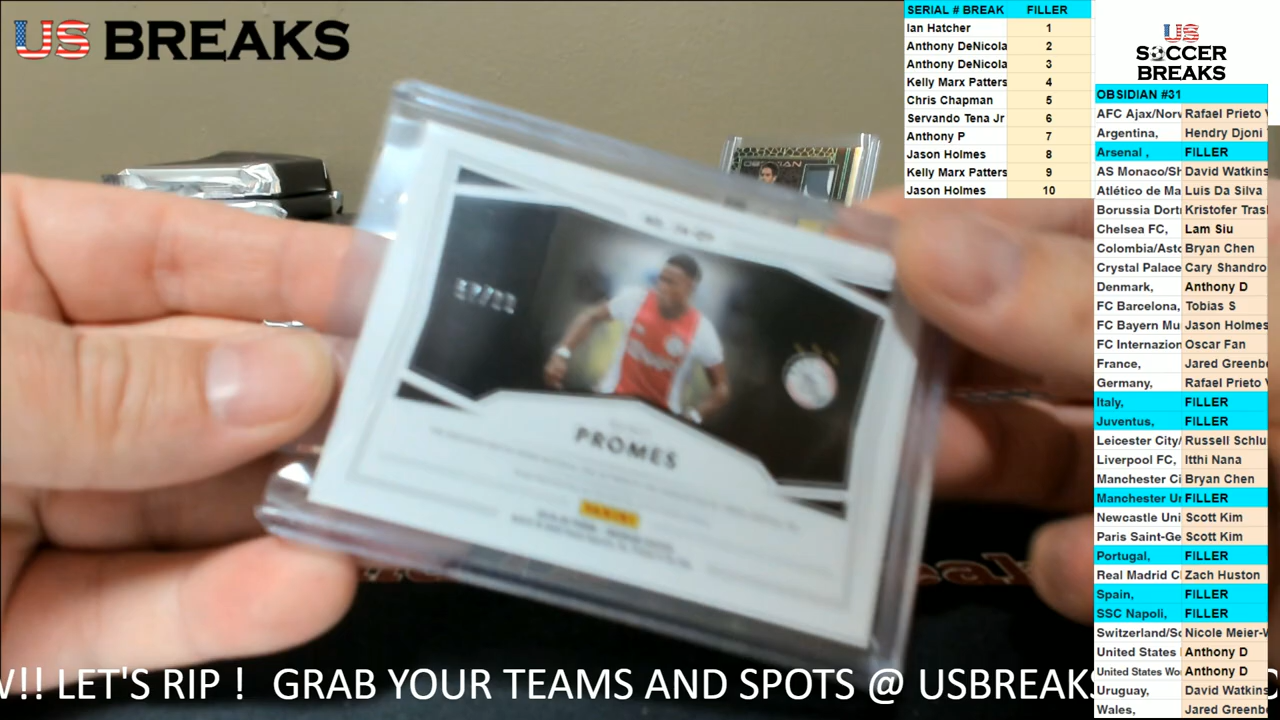 US BREAKS
SERIAL # BREAK FILLER
Ian Hatcher 1
Anthony DeNicola 2
Anthony DeNicola 3
Kelly Marx Patters 4
Chris Chapman 5
Servando Tena Jr 6
Anthony P 7
Jason Holmes 8
Kelly Marx Patters 9
Jason Holmes 10
US
SOCCER
BREAKS
OBSIDIAN #31
AFC Ajax/Norw Rafael Prieto V
Argentina, Hendry Djoni
Arsenal , FILLER
AS Monaco/Sh David Watkins
Atlético de Ma Luis Da Silva
Borussia Dortm Kristofer Trasl
Chelsea FC, Lam Siu
Colombia/Asto Bryan Chen
Crystal Palace Cary Shandro
Denmark, Anthony D
FC Barcelona, Tobias S
FC Bayern Mu Jason Holmes
FC Internazion Oscar Fan
France, Jared Greenbe
Germany, Rafael Prieto V
Italy, FILLER
Juventus, FILLER
Leicester City/ Russell Schlu
Liverpool FC, Itthi Nana
Manchester Ci Bryan Chen
Manchester Un FILLER
Newcastle Uni Scott Kim
Paris Saint-Ge Scott Kim
Portugal, FILLER
Real Madrid C Zach Huston
Spain, FILLER
SSC Napoli, FILLER
Switzerland/Sc Nicole Meier-W
United States Anthony D
United States Wo Anthony D
Uruguay, David Watkins
Wales, Jared Greenbe
OBSIDIAN
PROMES
PANINI
W!! LET'S RIP ! GRAB YOUR TEAMS AND SPOTS @ USBREAKS